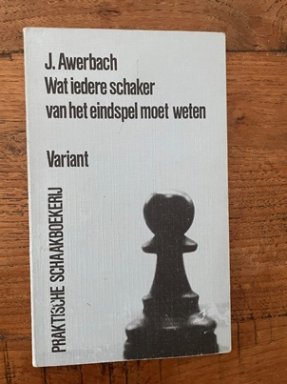 J. Awerbach
Wat iedere schaker
van het eindspel moet weten
Variant
PRAKTISCHE SCHAAKBOEKERIJ